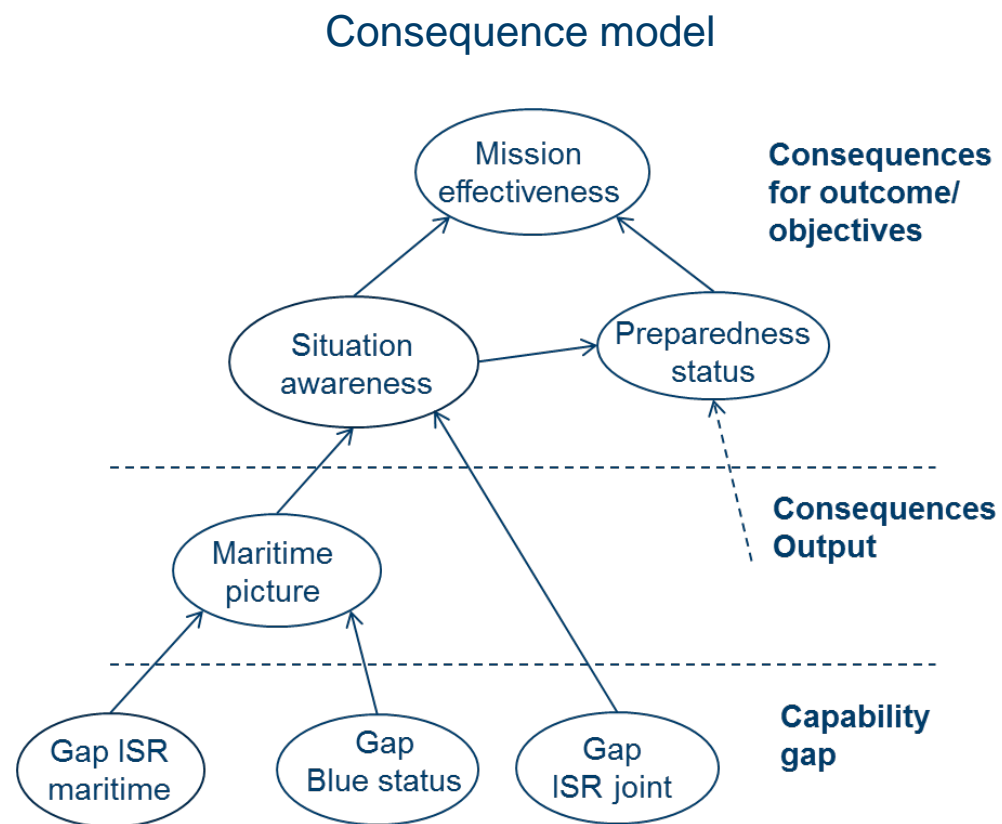 Consequence model
Mission
effectiveness
Consequences
for outcome/
objectives
Situation
awareness
Preparedness
status
Maritime
picture
Consequences
Output
Gap ISR
maritime
Gap
Blue status
Gap
ISR joint
Capability
gap